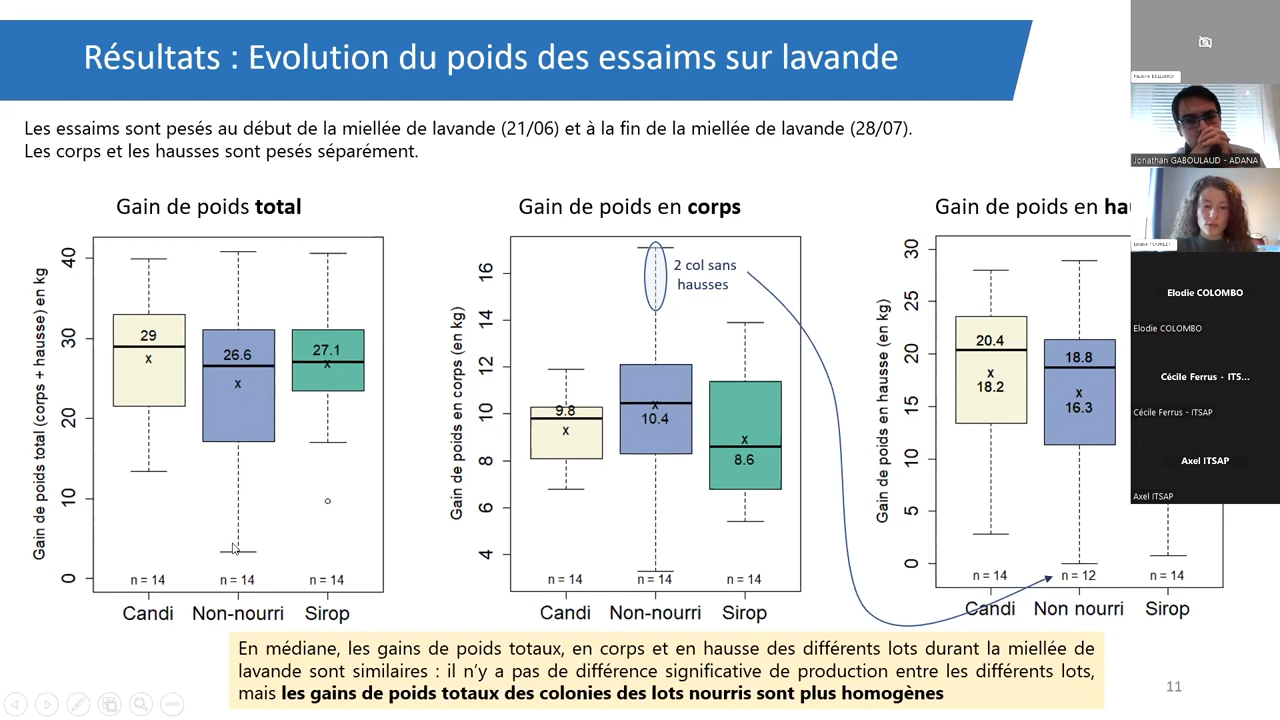 Résultats : Evolution du poids des essaims sur lavande
Les essaims sont pesés au début de la miellée de lavande (21/06) et à la fin de la miellée de lavande (28/07).
Les corps et les hausses sont pesés séparément.
Gain de poids total
Gain de poids total (corps + hausse) en kg
40
30
20
10
0
29
x
26.6
x
27.1
x
n = 14
n = 14
n = 14
Candi
Non-nourri
Sirop
Gain de poids en corps
Gain de poids en corps (en kg)
16
14
12
10
8
6
4
2 col sans
hausses
9.8
x
x
10.4
x
8.6
n = 14
n = 14
n = 14
Candi
Non-nourri
Sirop
Gain de poids en
Gain de poids en hausse (en kg)
30
25
20
15
10
5
0
20.4
x
18.2
18.8
x
16.3
n = 14
n = 12
n = 14
Candi
Non nourri
Sirop
En médiane, les gains de poids totaux, en corps et en hausse des différents lots durant la miellée de
lavande sont similaires : il n'y a pas de différence significative de production entre les différents lots,
mais les gains de poids totaux des colonies des lots nourris sont plus homogènes
11
Jonathan GABOULAUD - ADANA
Elodie COLOMBO
Elodie COLOMBO
Cécile Ferrus - ITS...
Cécile Ferrus - ITSAP
Axel ITSAP
Axel ITSAP